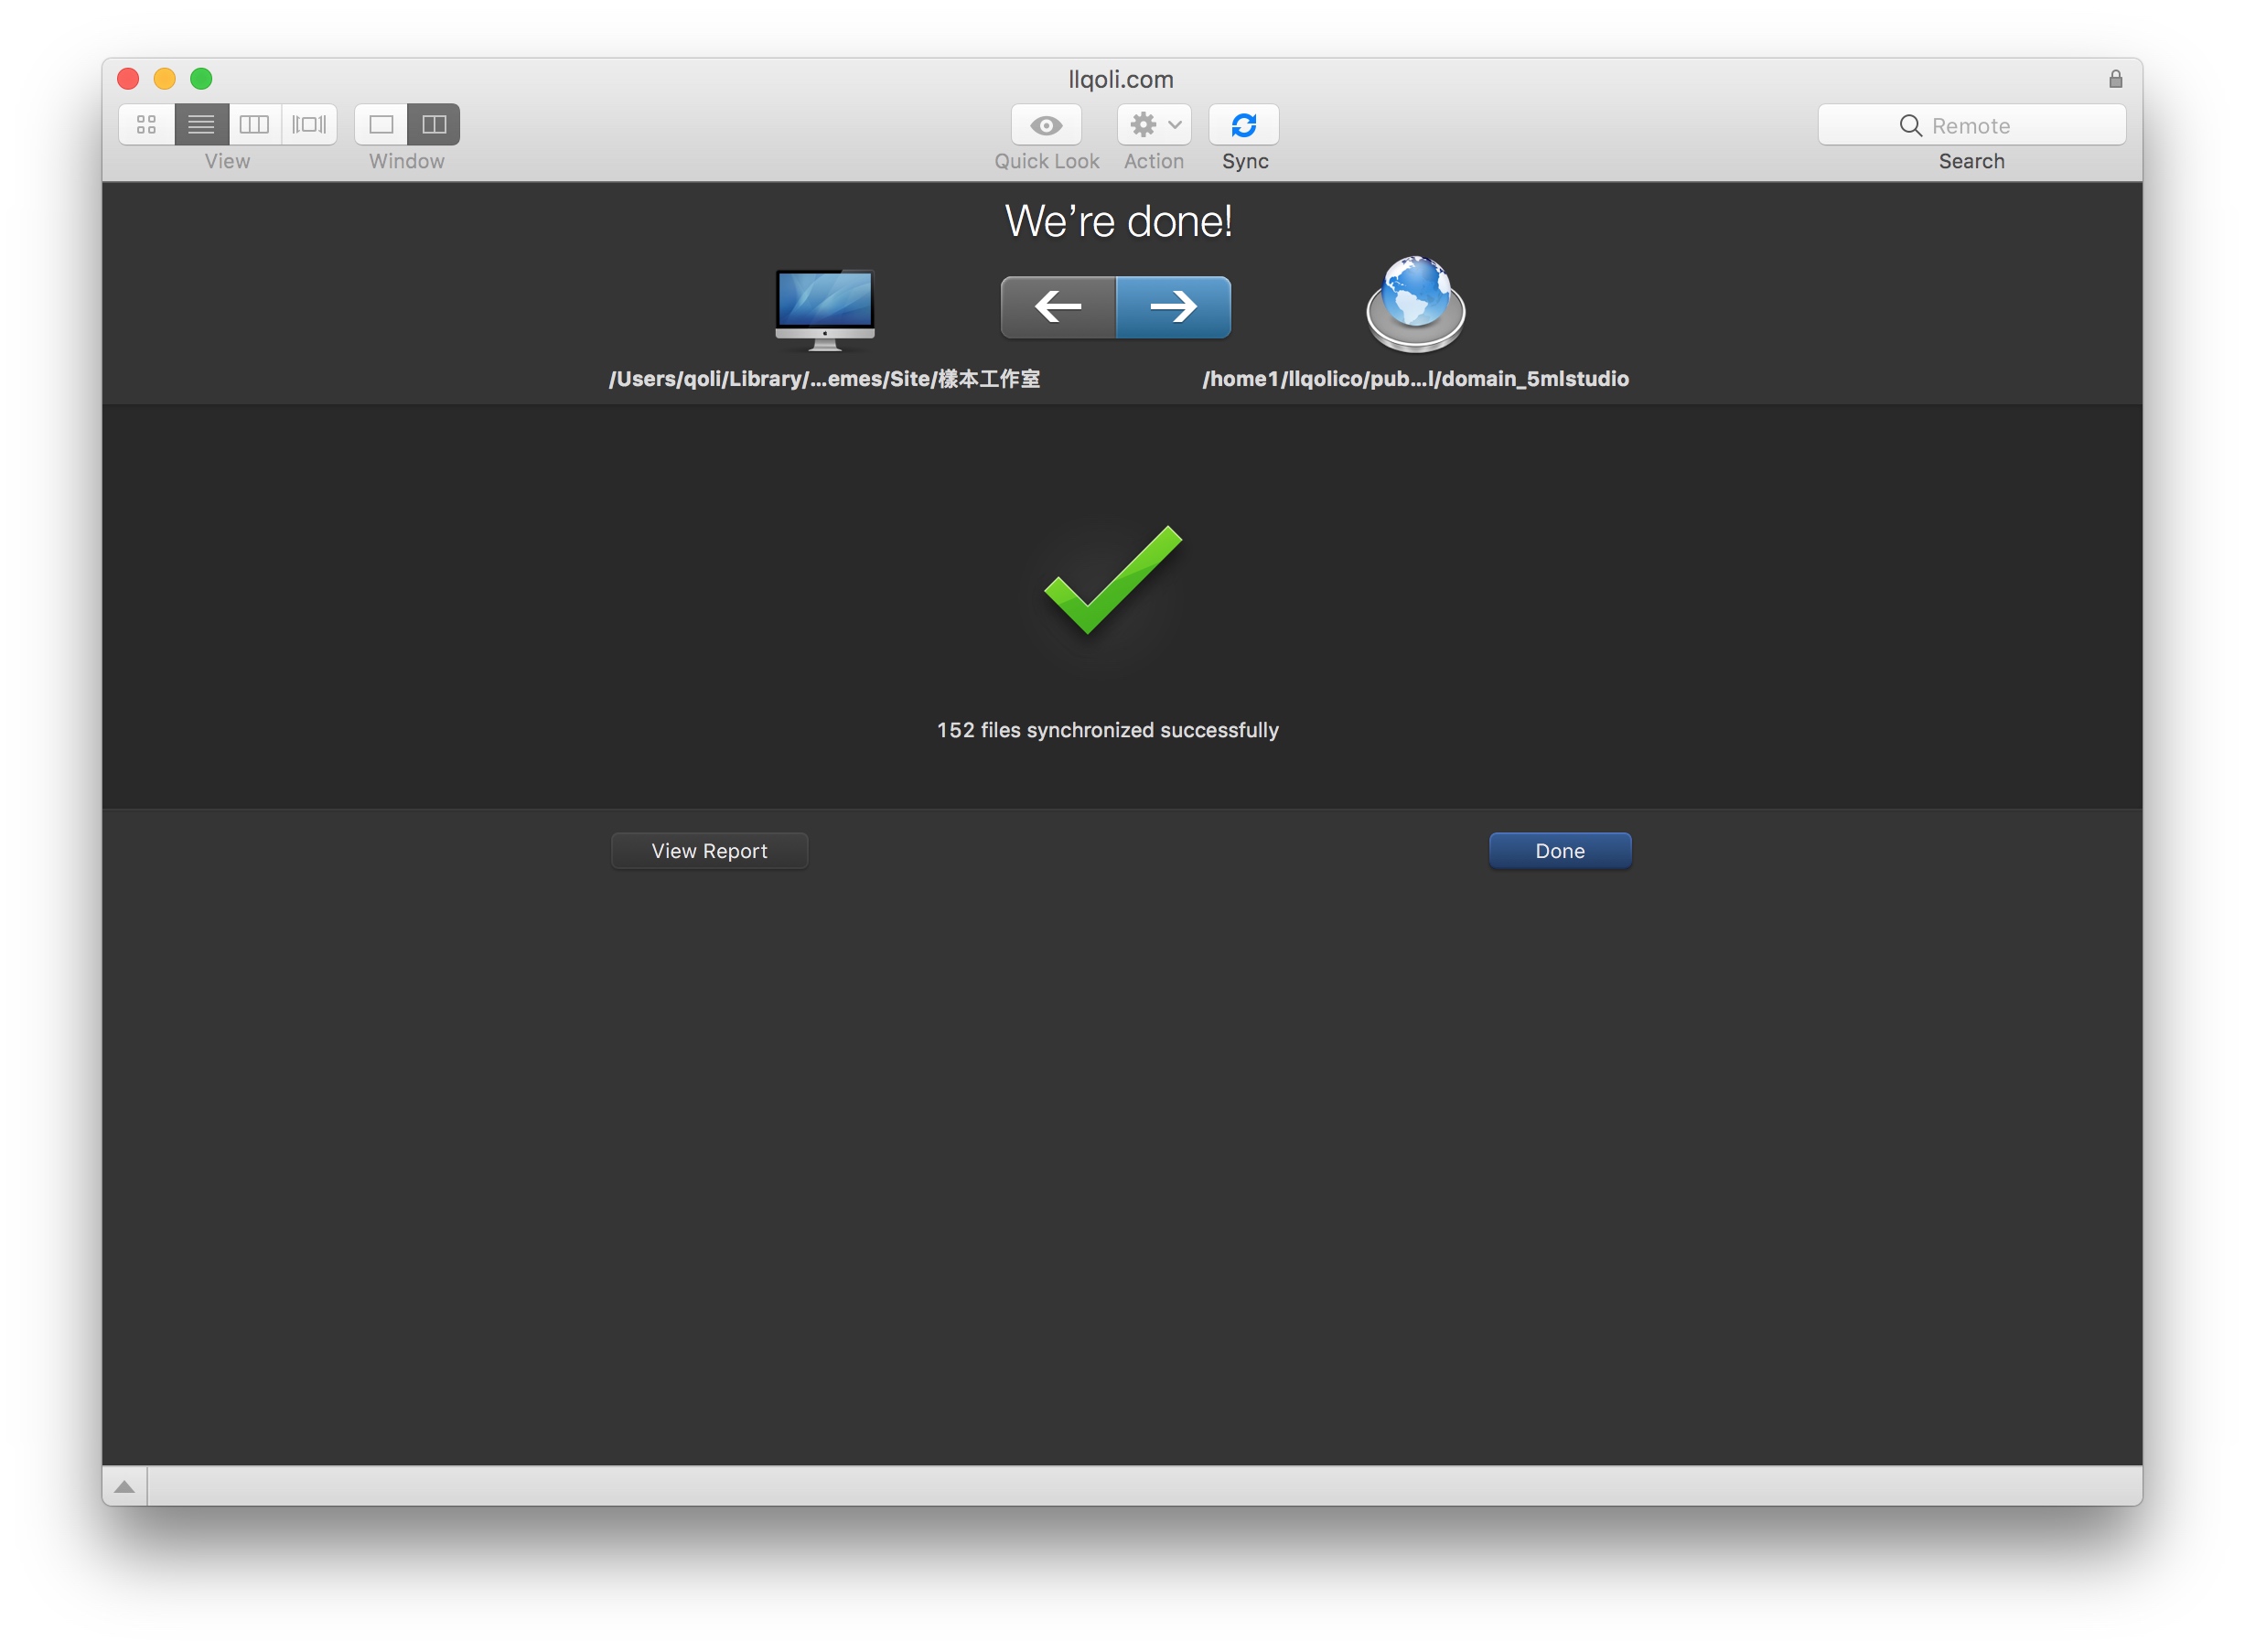 llqoli.com
View
Window
Quick Look
Action
Sync
Remote
Search
We’re done!
/Users/qoli/Library/…emes/Site/樣本工作室
/home1/llqolico/pub…l/domain_5mlstudio
152 files synchronized successfully
View Report
Done